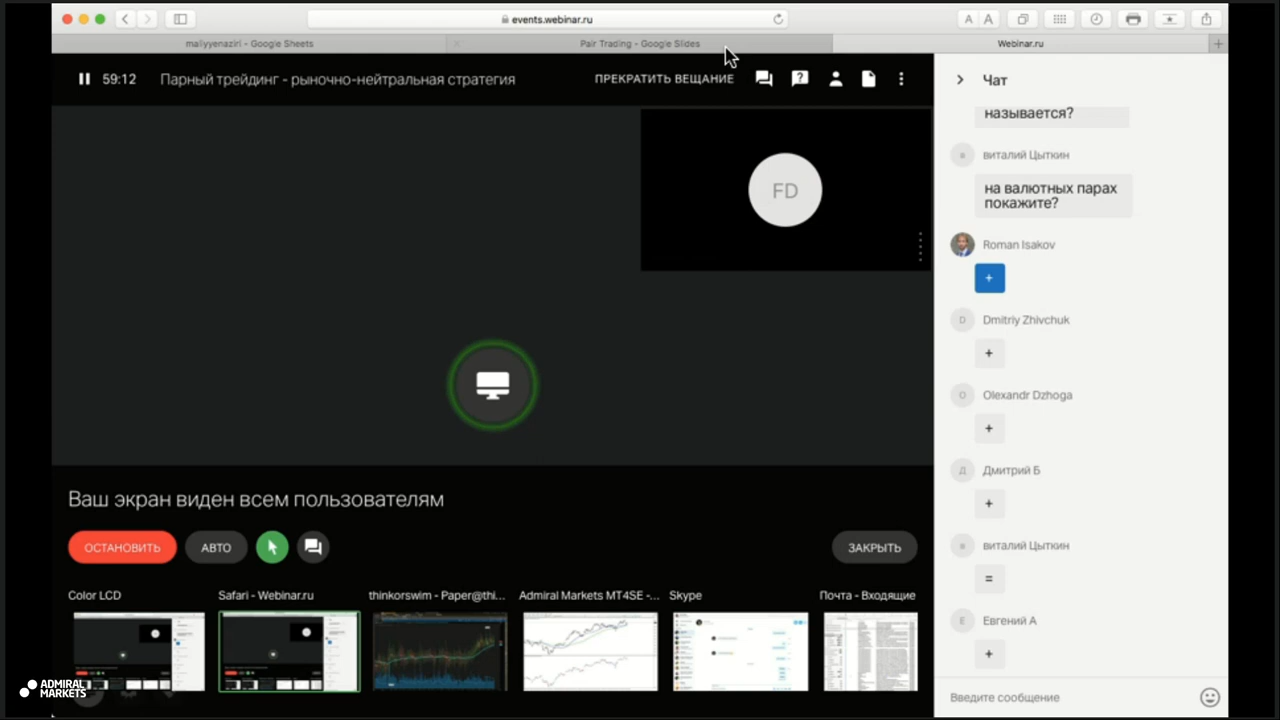 events.webinar.ru
A A
maliyyenaziri - Google Sheets
Pair Trading - Google Slides
Webinar.ru
59:12
Парный трейдинг - рыночно-нейтральная стратегия
ПРЕКРАТИТЬ ВЕЩАНИЕ
FD
Ваш экран виден всем пользователям
ОСТАНОВИТЬ
АВТО
ЗАКРЫТЬ
Color LCD
Safari - Webinar.ru
thinkorswim - Paper@thi...
Admiral Markets MT4SE -...
Skype
Почта - Входящие
ADMIRAL
MARKETS
Чат
называется?
в
виталий Цыткин
на валютных парах
покажите?
Roman Isakov
+
D
Dmitriy Zhivchuk
+
O
Olexandr Dzhoga
+
Д
Дмитрий Б
+
в
виталий Цыткин
=
Е
Евгений А
+
Введите сообщение